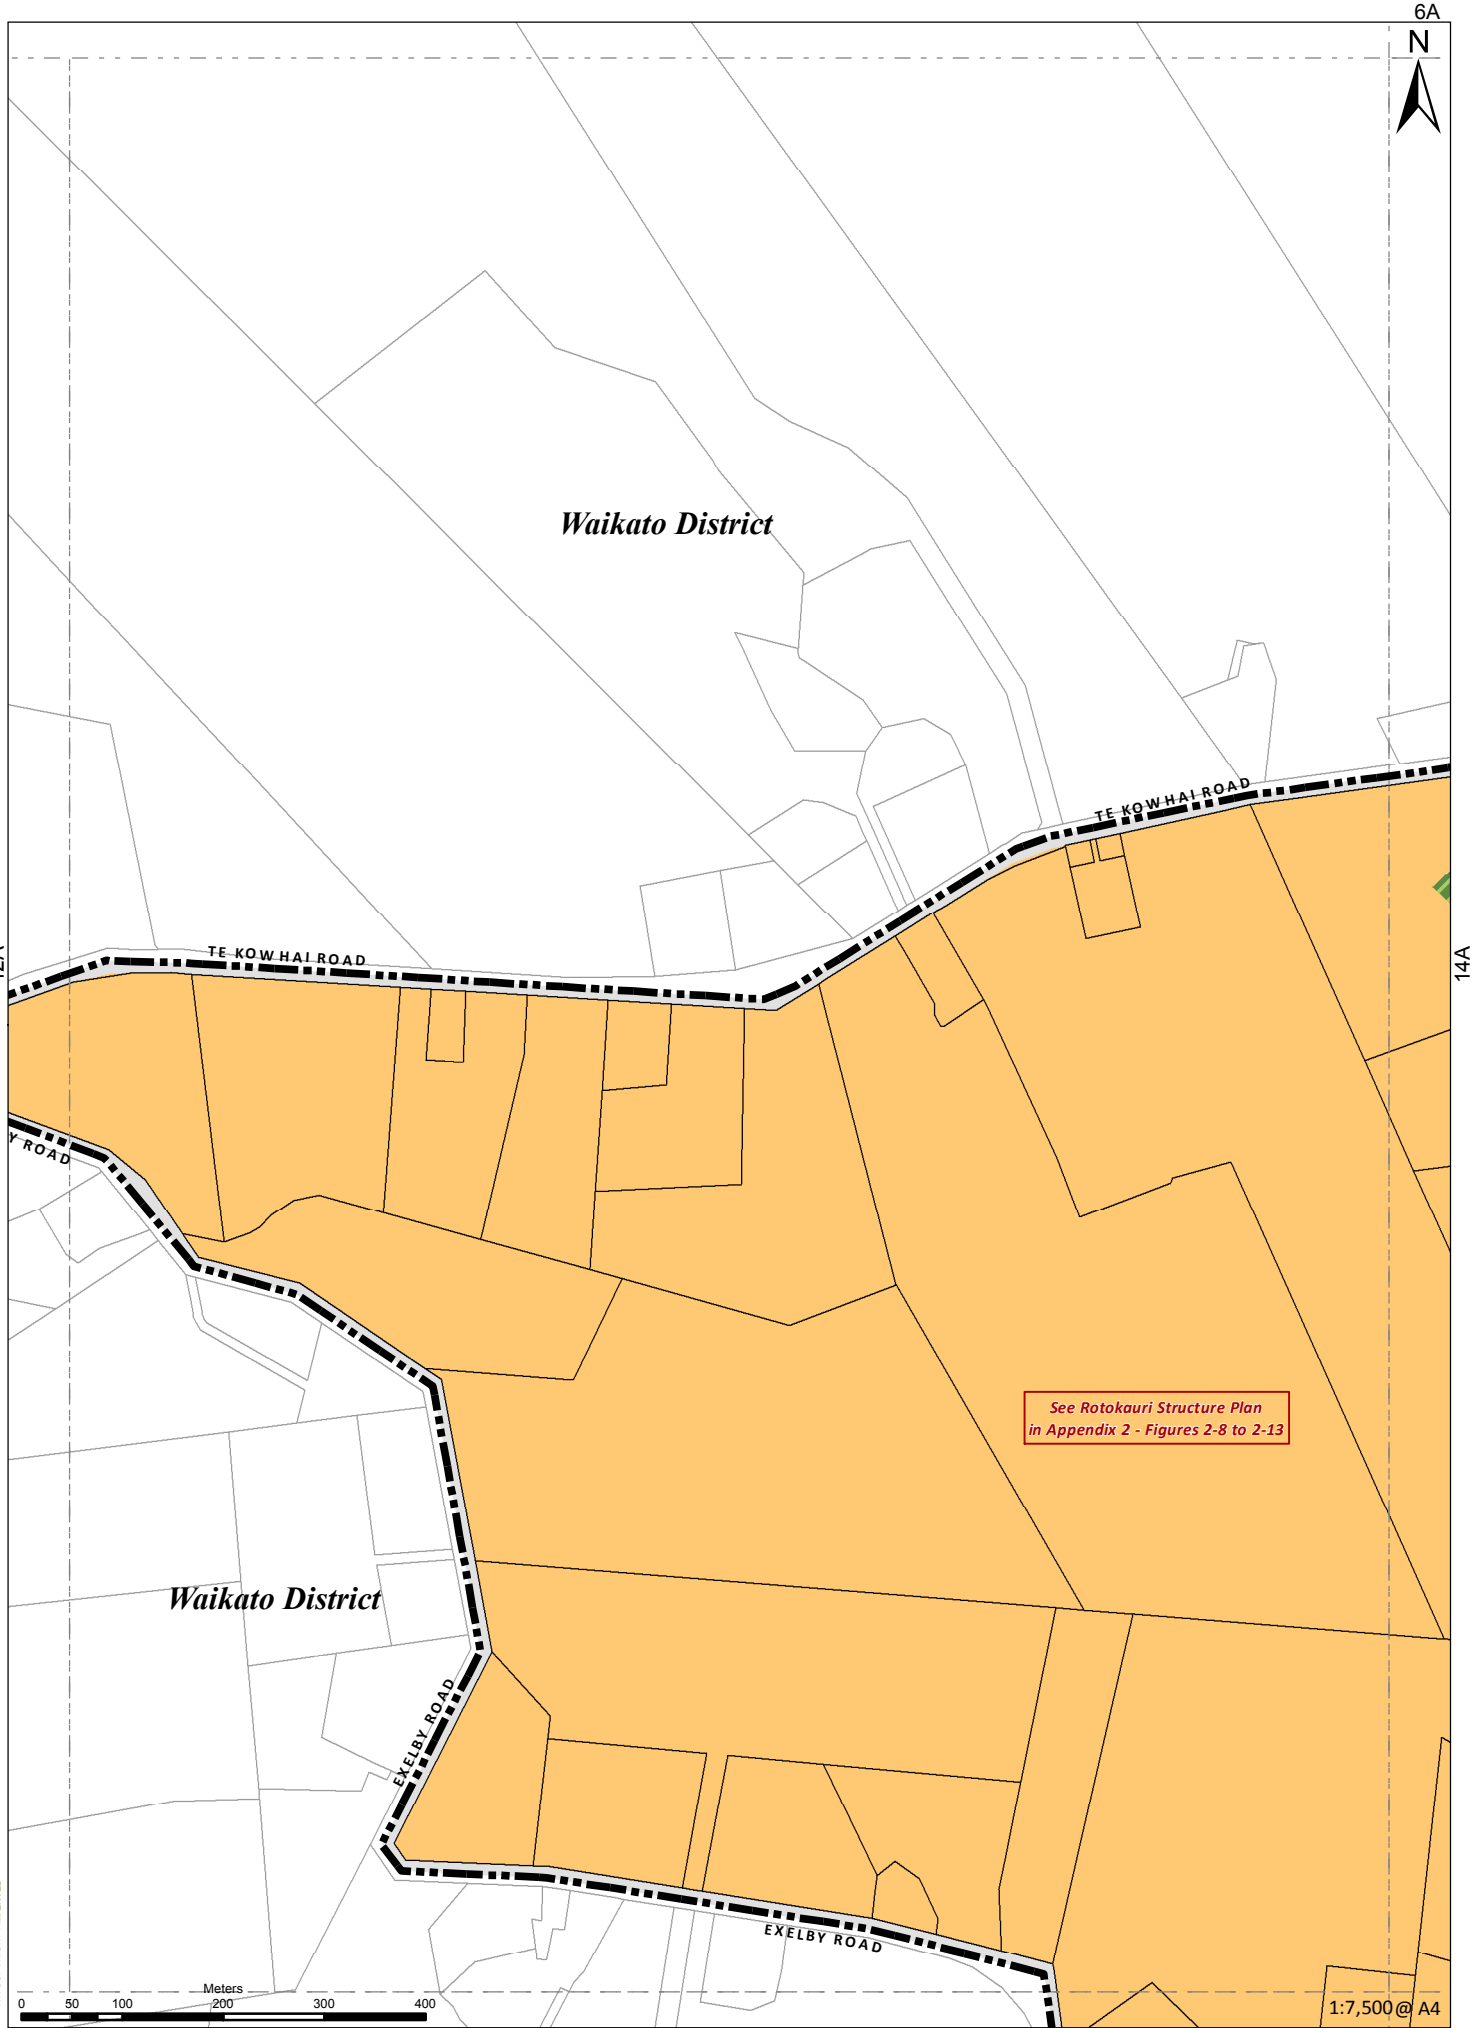 6A
N
Waikato District
TE KOWHAI ROAD
TE KOWHAI ROAD
14A
Y ROAD
See Rotokauri Structure Plan
in Appendix 2 - Figures 2-8 to 2-13
Waikato District
EXELBY ROAD
EXELBY ROAD
Meters
0 50 100 200 300 400
1:7,500@ A4